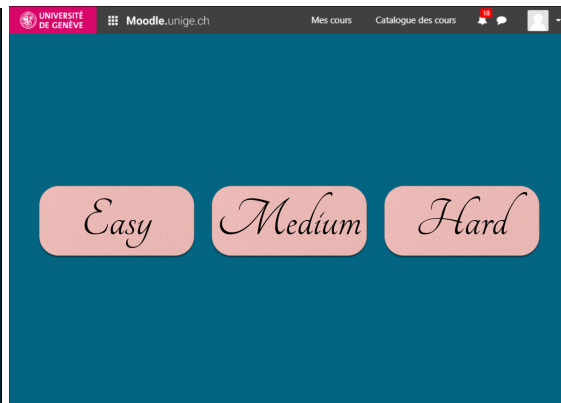 UNIVERSITÉ
DE GENÈVE
Moodle.unige.ch
Mes cours
Catalogue des cours
18
Easy
Medium
Hard